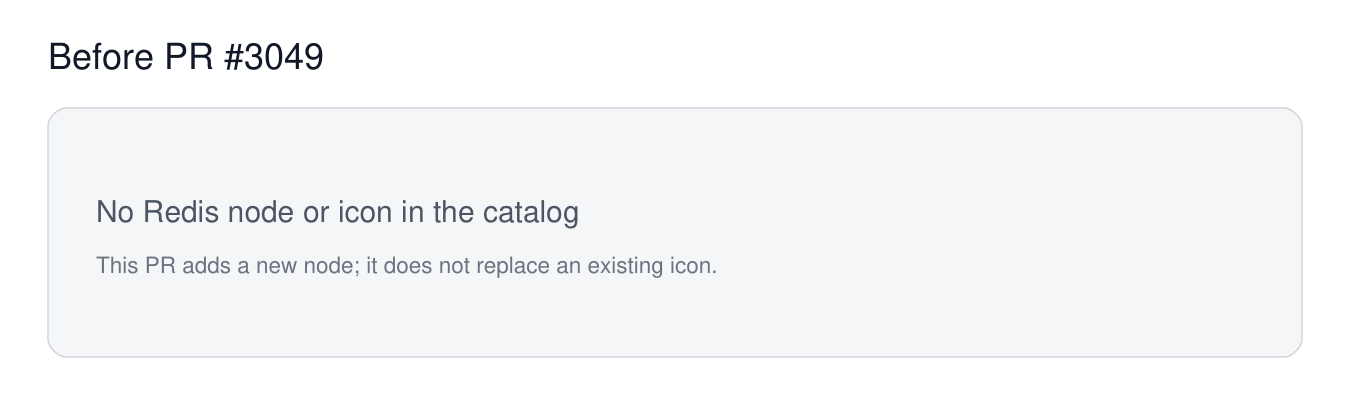 Before PR #3049
No Redis node or icon in the catalog
This PR adds a new node; it does not replace an existing icon.